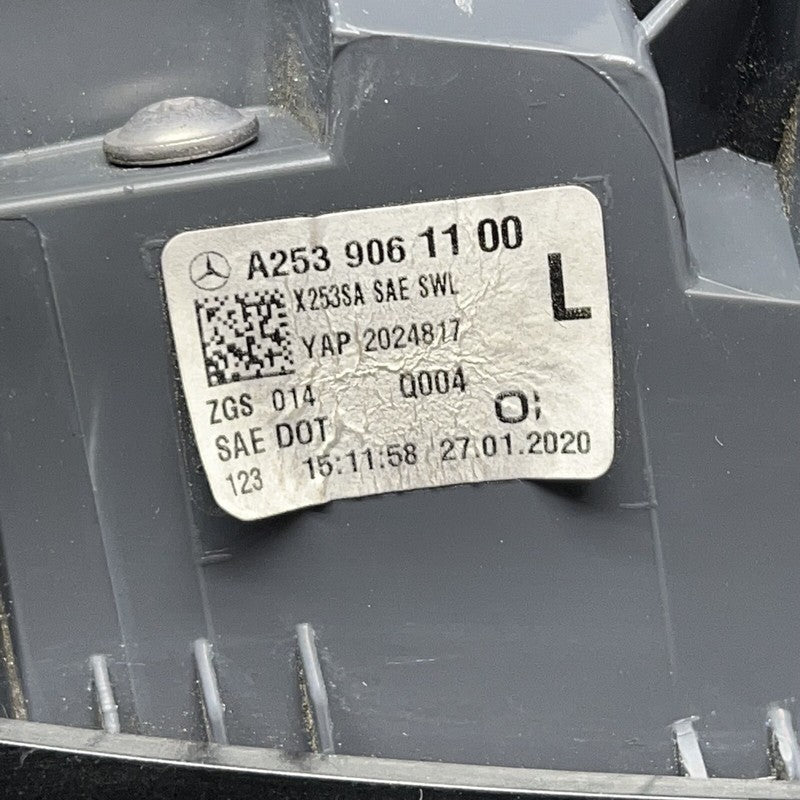 A253 906 11 00
X253SA SAE SWL
L
YAP 2024817
ZGS 014 Q004
SAE DOT
123 15:11:58 27.01.2020